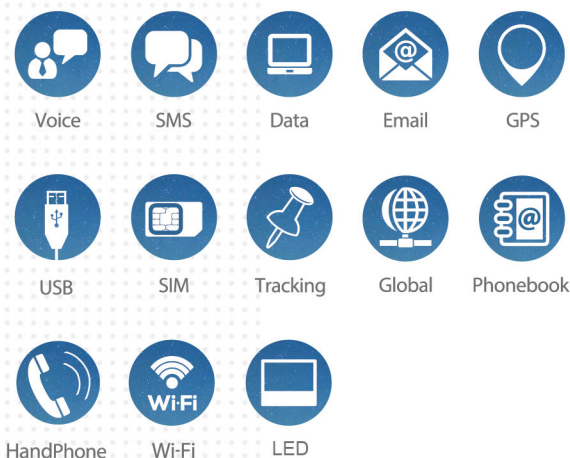 Voice
SMS
Data
@
Email
GPS
USB
SIM
Tracking
Global
@
Phonebook
HandPhone
Wi-Fi
Wi-Fi
LED